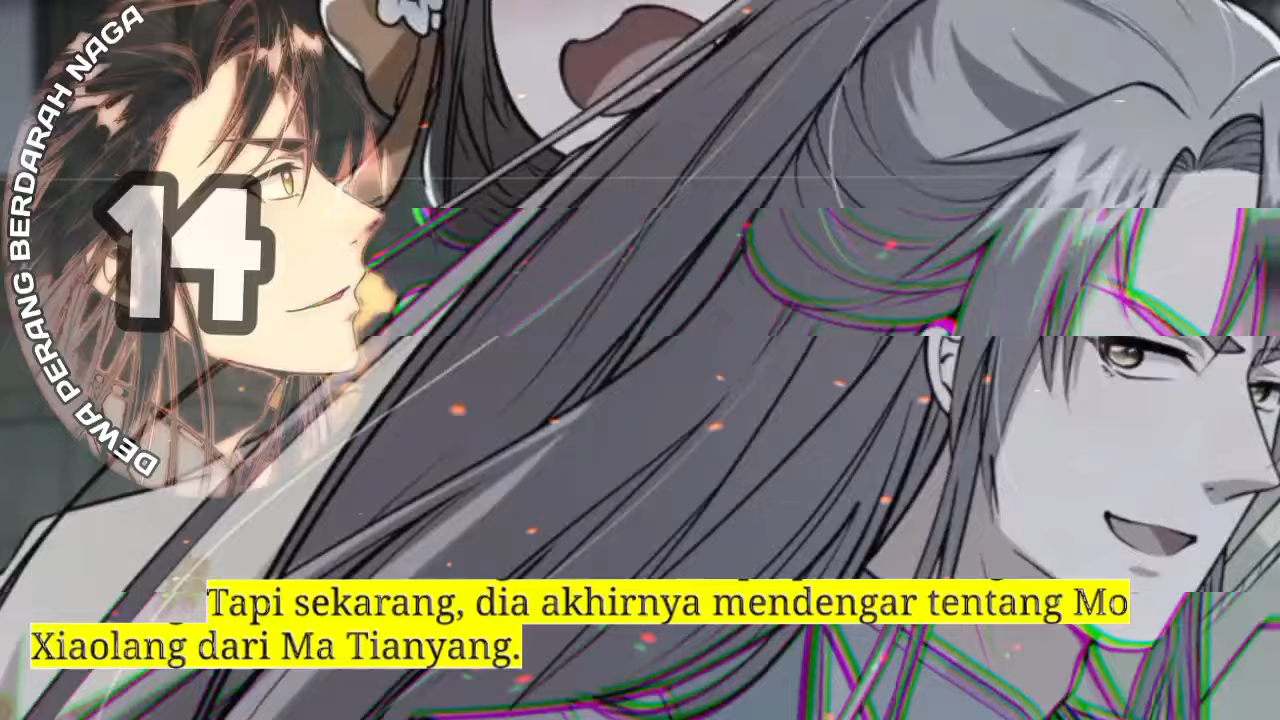 DEWA PERANG BERDARAH NAGA
14
Tapi sekarang, dia akhirnya mendengar tentang Mo
Xiaolang dari Ma Tianyang.